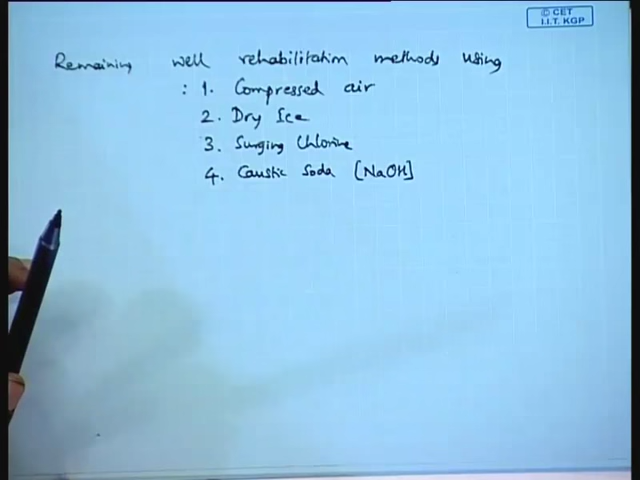 © CET
I.I.T. KGP
Remaining well rehabilitation methods using
: 1. Compressed air
2. Dry Ice
3. Surging Chlorine
4. Caustic Soda [NaOH]